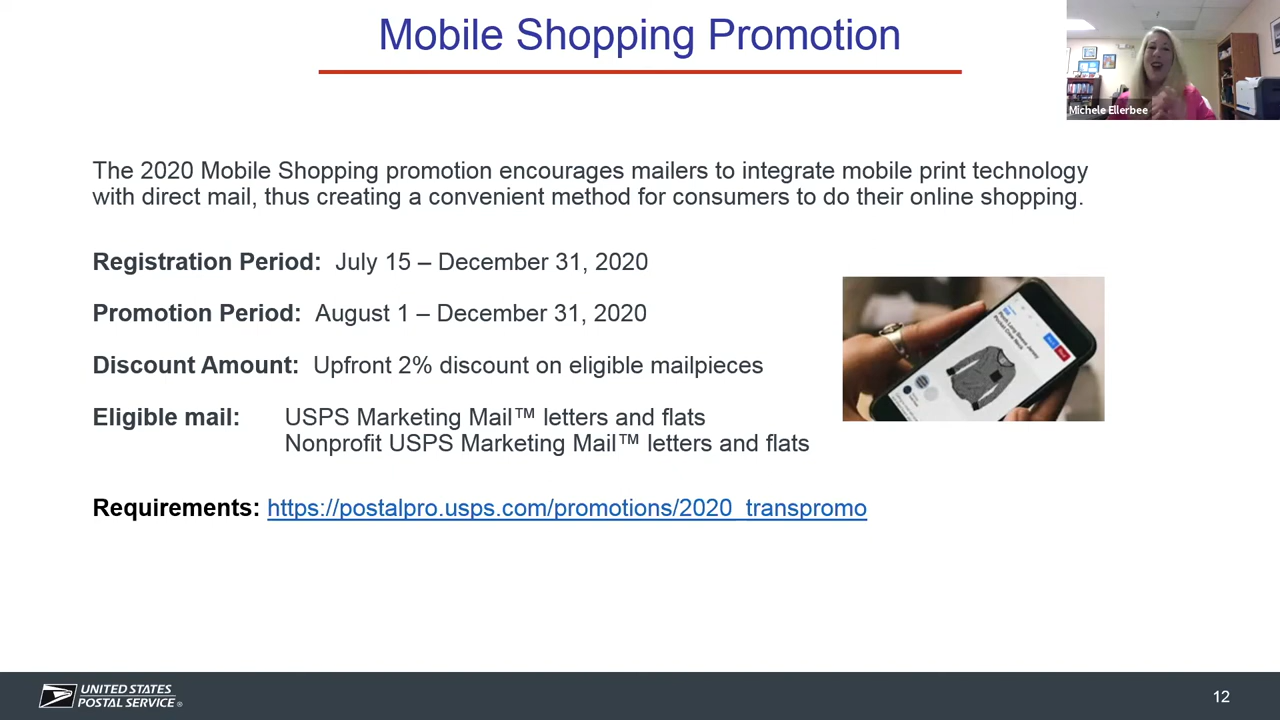 Mobile Shopping Promotion
Michele Ellerbee
The 2020 Mobile Shopping promotion encourages mailers to integrate mobile print technology
with direct mail, thus creating a convenient method for consumers to do their online shopping.
Registration Period: July 15 – December 31, 2020
Promotion Period: August 1 – December 31, 2020
Discount Amount: Upfront 2% discount on eligible mailpieces
Eligible mail: USPS Marketing Mail™ letters and flats
Nonprofit USPS Marketing Mail™ letters and flats
Requirements: https://postalpro.usps.com/promotions/2020_transpromo
UNITED STATES
POSTAL SERVICE®
12